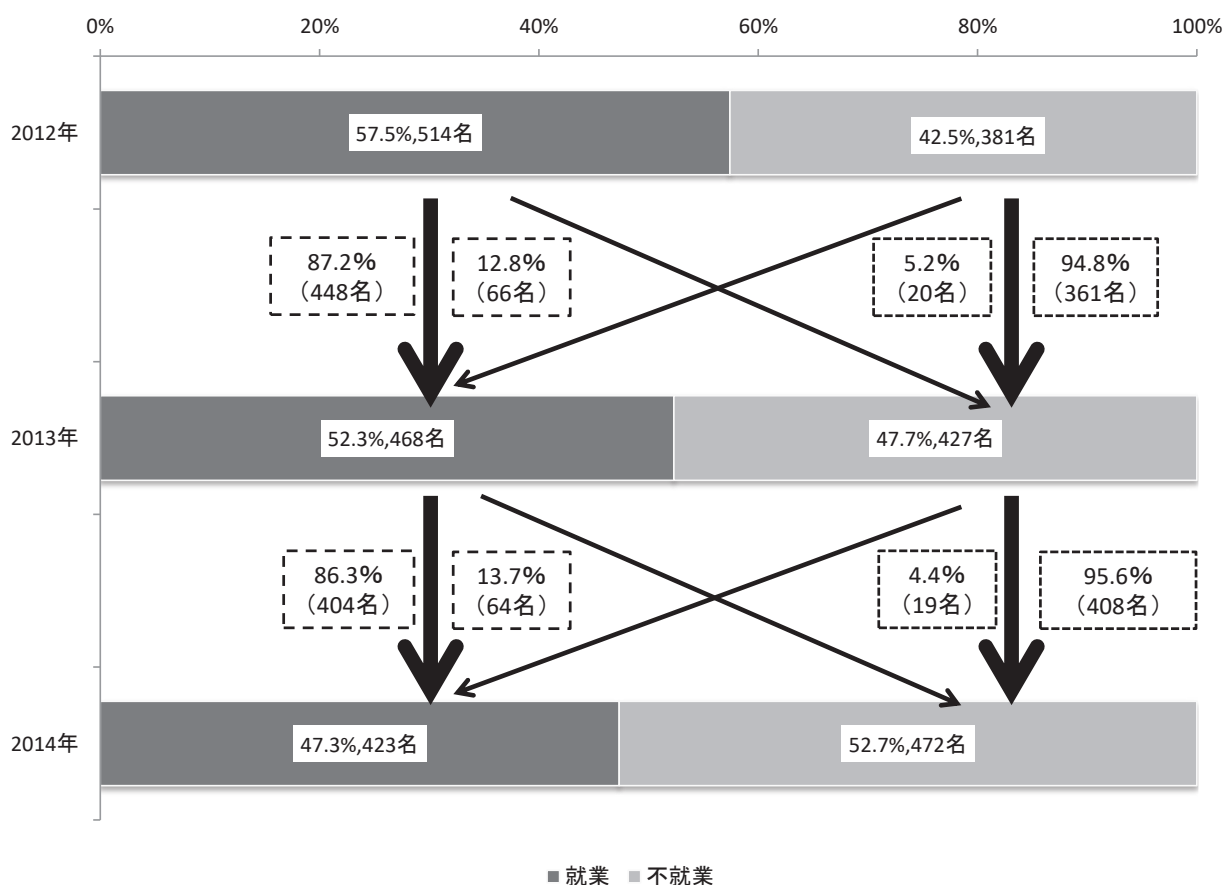 0% 20% 40% 60% 80% 100%
2012年
57.5%,514名
42.5%,381名
87.2%
（448名）
12.8%
（66名）
5.2%
（20名）
94.8%
（361名）
2013年
52.3%,468名
47.7%,427名
86.3%
（404名）
13.7%
（64名）
4.4%
（19名）
95.6%
（408名）
2014年
47.3%,423名
52.7%,472名
就業 不就業